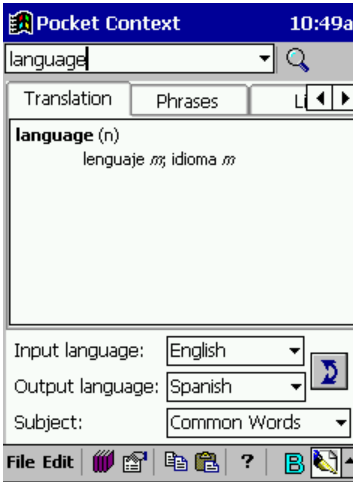 Pocket Context 10:49a
language
Translation Phrases Li
language (n)
lenguaje m; idioma m
Input language: English
Output language: Spanish
Subject: Common Words
File Edit ? B